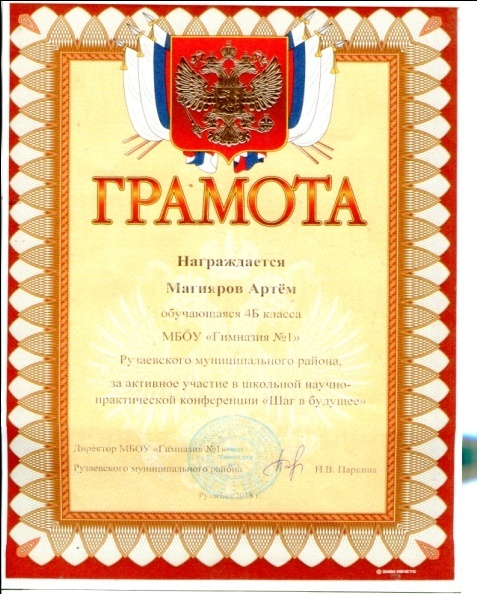 ГРАМОТА
Награждается
Магияров Артём
обучающаяся 4Б класса
МБОУ «Гимназия №1»
Рузаевского муниципального района,
за активное участие в школьной научно-
практической конференции «Шаг в будущее»
Директор МБОУ «Гимназия №1»
Рузаевского муниципального района Н.В. Паркина
Рузаевка 2018 г.